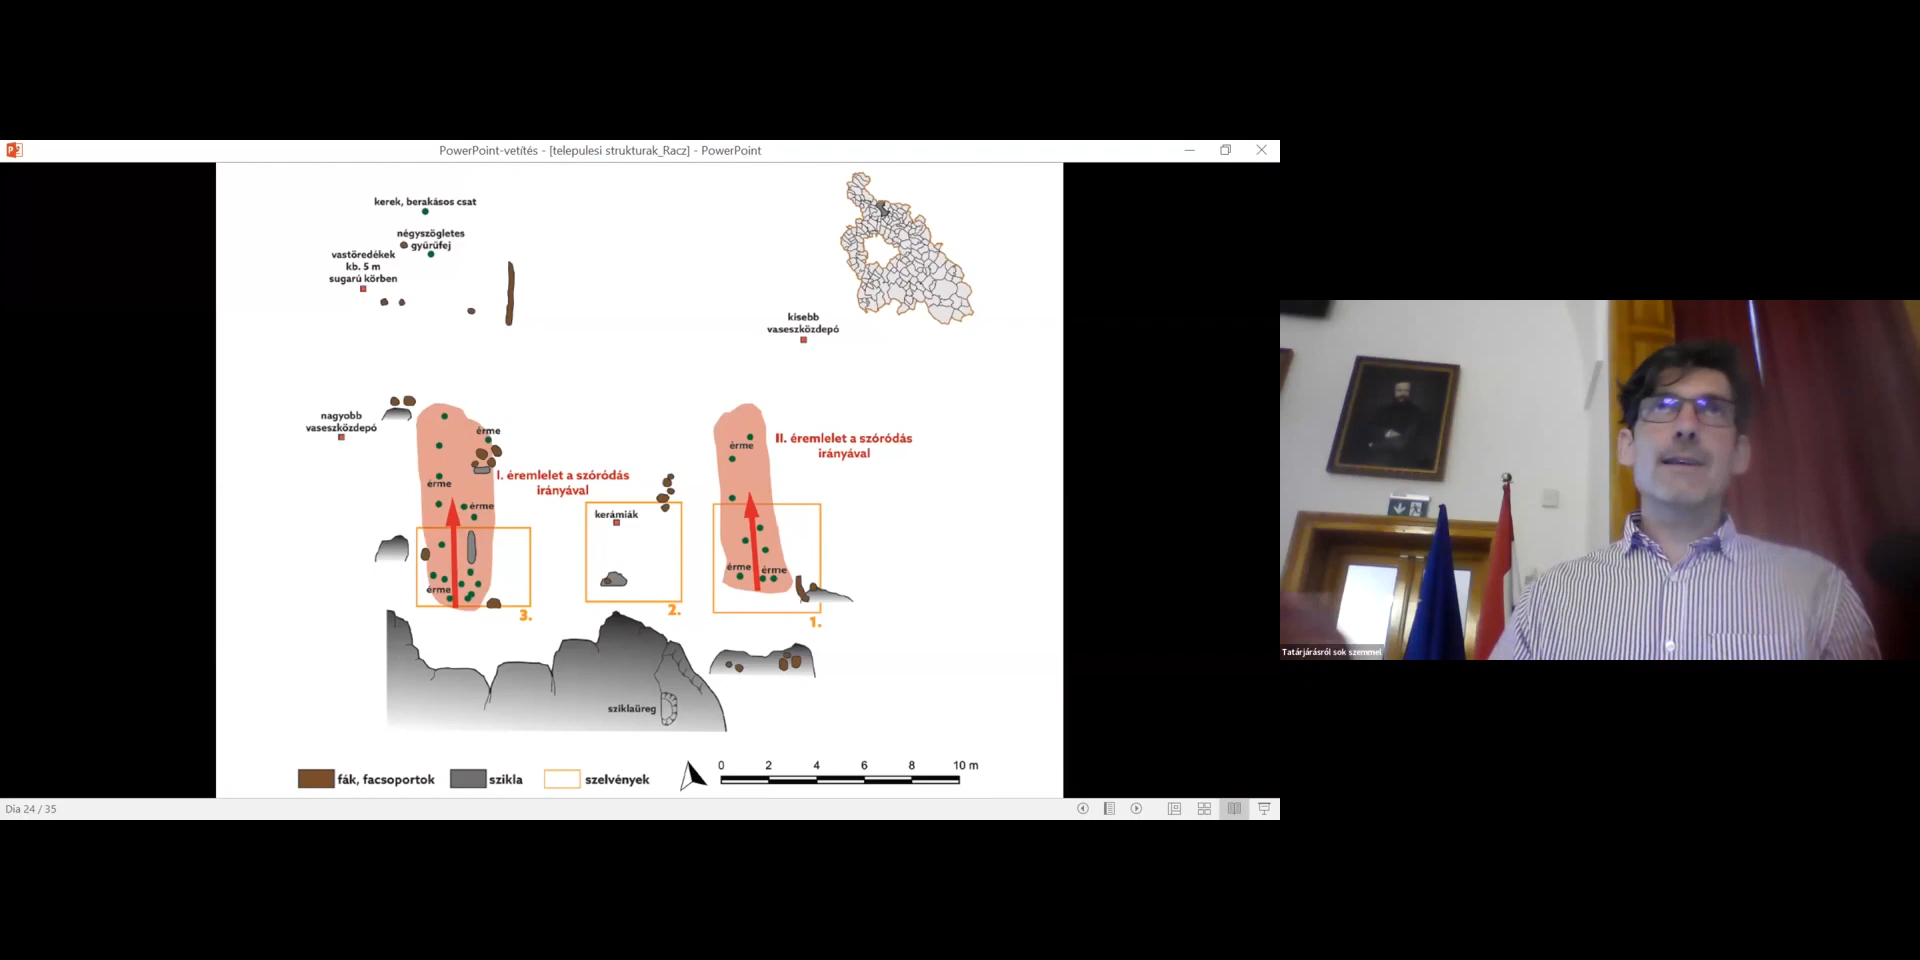 PowerPoint-vetítés - [telepulesi strukturak_Racz] - PowerPoint
kerek, berakásos csat
négyszögletes
gyűrűfej
vastöredékek
kb. 5 m
sugarú körben
kisebb
vaseszközdepó
nagyobb
vaseszközdepó
érme
I. éremlelet a szóródás
irányával
érme
érme
érme
3.
kerámiák
2.
érme
II. éremlelet a szóródás
irányával
érme
érme
1.
sziklaüreg
fák, facsoportok
szikla
szelvények
0 2 4 6 8 10 m
Dia 24 / 35
Tatárjárásról sok szemmel